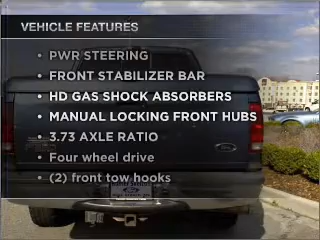 VEHICLE FEATURES
• PWR STEERING
• FRONT STABILIZER BAR
• HD GAS SHOCK ABSORBERS
• MANUAL LOCKING FRONT HUBS
• 3.73 AXLE RATIO
• Four wheel drive
• (2) front tow hooks
Ford